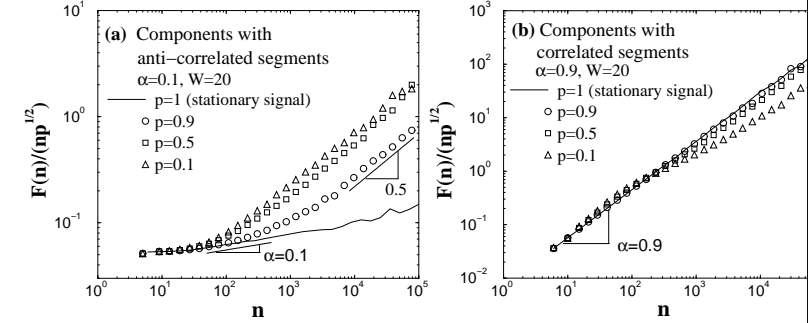 (a) Components with
anti−correlated segments
α=0.1, W=20
p=1 (stationary signal)
p=0.9
p=0.5
p=0.1
0.5
α=0.1
10^1
10^0
10^−1
F(n)/(np^1/2)
10^0 10^1 10^2 10^3 10^4 10^5
n
(b) Components with
correlated segments
α=0.9, W=20
p=1 (stationary signal)
p=0.9
p=0.5
p=0.1
α=0.9
10^3
10^2
10^1
10^0
10^−1
10^−2
F(n)/(np^1/2)
10^0 10^1 10^2 10^3 10^4
n